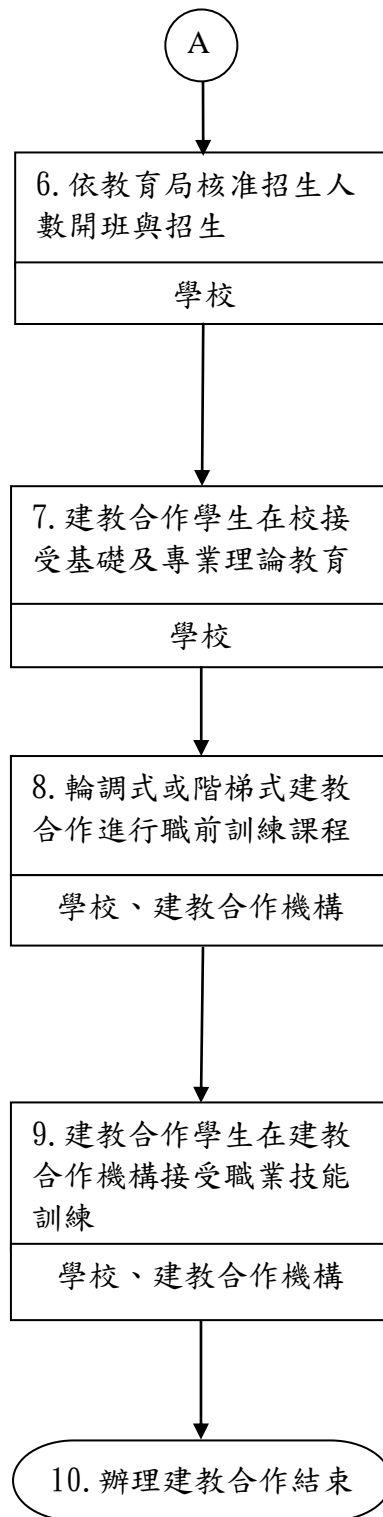 A
6.依教育局核准招生人
數開班與招生
學校
7.建教合作學生在校接
受基礎及專業理論教育
學校
8.輪調式或階梯式建教
合作進行職前訓練課程
學校、建教合作機構
9.建教合作學生在建教
合作機構接受職業技能
訓練
學校、建教合作機構
10.辦理建教合作結束